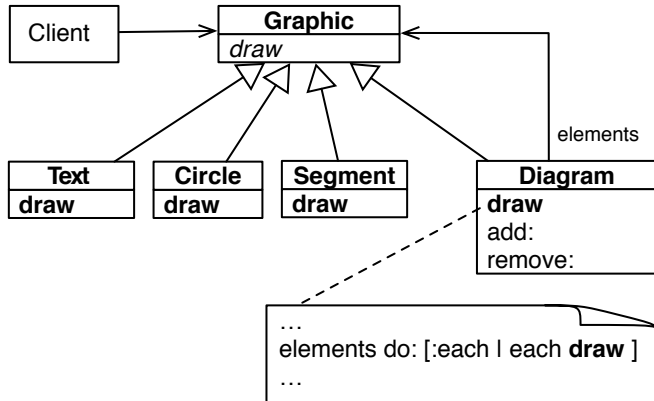 Client
Graphic
draw
elements
Text
draw
Circle
draw
Segment
draw
Diagram
draw
add:
remove:
…
elements do: [:each | each draw ]
…